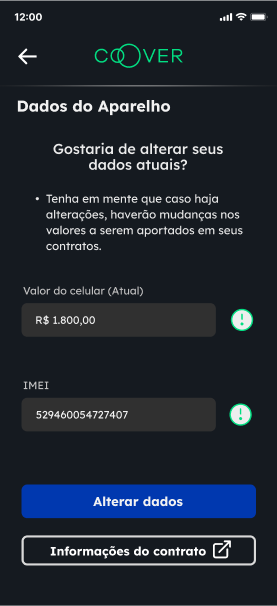 12:00
COOVER
Dados do Aparelho
Gostaria de alterar seus
dados atuais?
• Tenha em mente que caso haja
alterações, haverão mudanças nos
valores a serem aportados em seus
contratos.
Valor do celular (Atual)
R$ 1.800,00
!
IMEI
529460054727407
!
Alterar dados
Informações do contrato